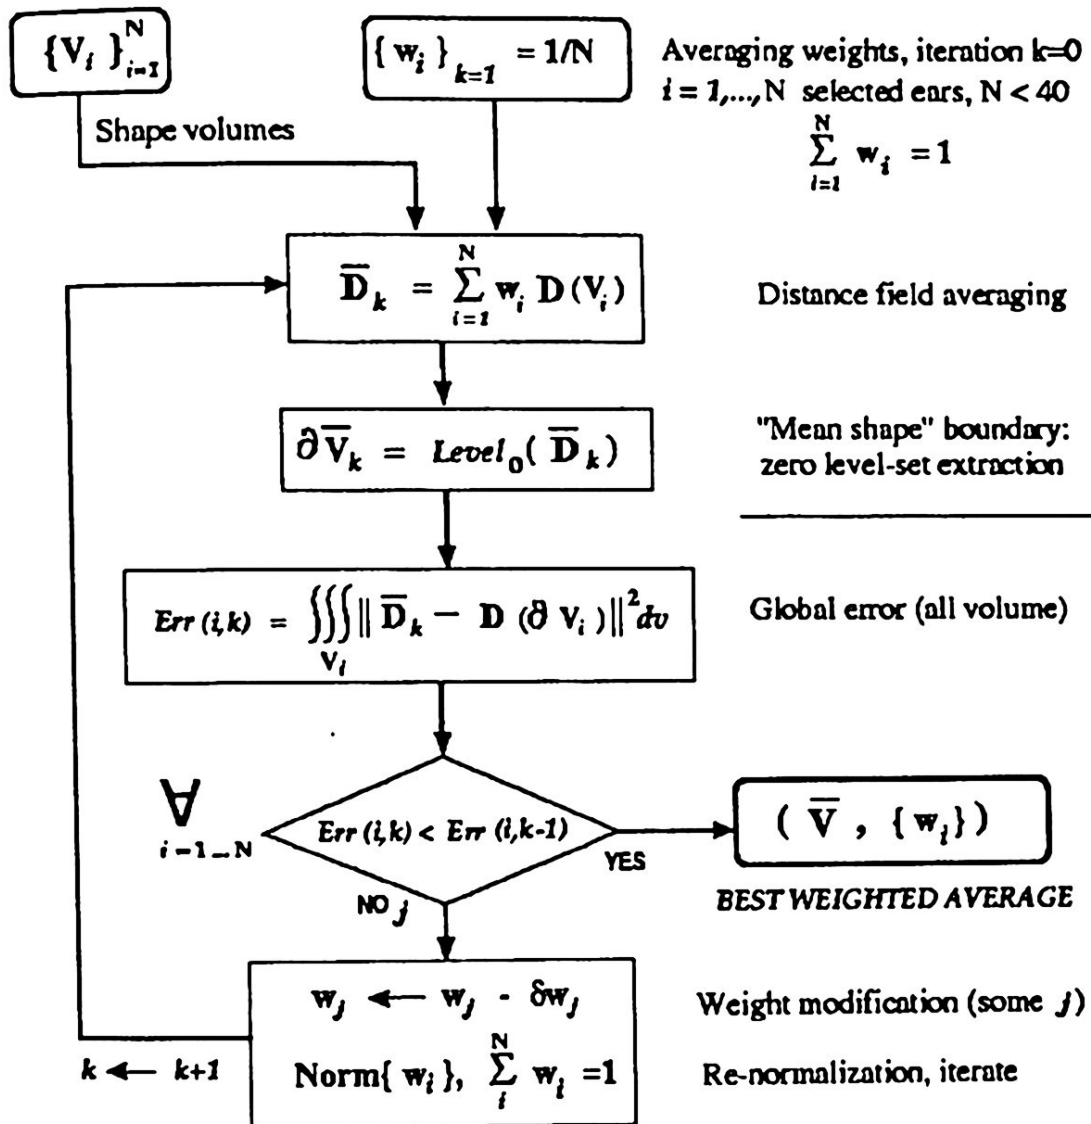 {V_i}_{i=1}^N
{w_i}_{k=1} = 1/N
Averaging weights, iteration k=0
i = 1,...,N selected ears, N < 40
∑_{i=1}^N w_i = 1
Shape volumes
D̅_k = ∑_{i=1}^N w_i D(V_i)
Distance field averaging
∂V̅_k = Level_0(D̅_k)
"Mean shape" boundary:
zero level-set extraction
Err(i,k) = ∭_{V_i} ‖ D̅_k − D(∂V_i) ‖² dv
Global error (all volume)
∀ i=1...N
Err(i,k) < Err(i,k-1)
YES
(V̅, {w_i})
BEST WEIGHTED AVERAGE
NO j
w_j ← w_j - δw_j
Weight modification (some j)
k ← k+1
Norm{w_i}, ∑_i^N w_i =1
Re-normalization, iterate